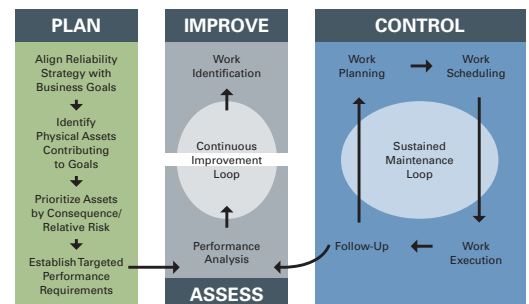 PLAN
Align Reliability
Strategy with
Business Goals
Identify
Physical Assets
Contributing
to Goals
Prioritize Assets
by Consequence/
Relative Risk
Establish Targeted
Performance
Requirements
IMPROVE
Work
Identification
Continuous
Improvement
Loop
Performance
Analysis
ASSESS
CONTROL
Work
Planning
Work
Scheduling
Sustained
Maintenance
Loop
Follow-Up
Work
Execution